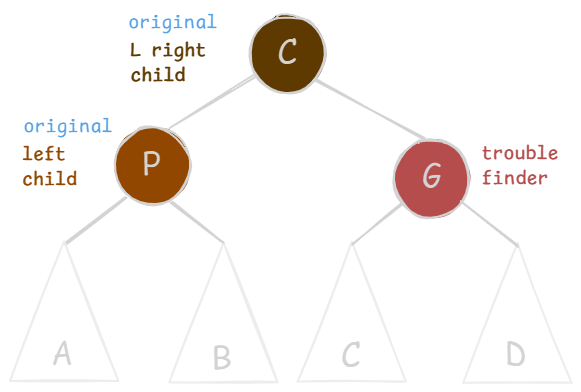 original
L right
child
C
original
left
child
P
G
trouble
finder
A
B
C
D